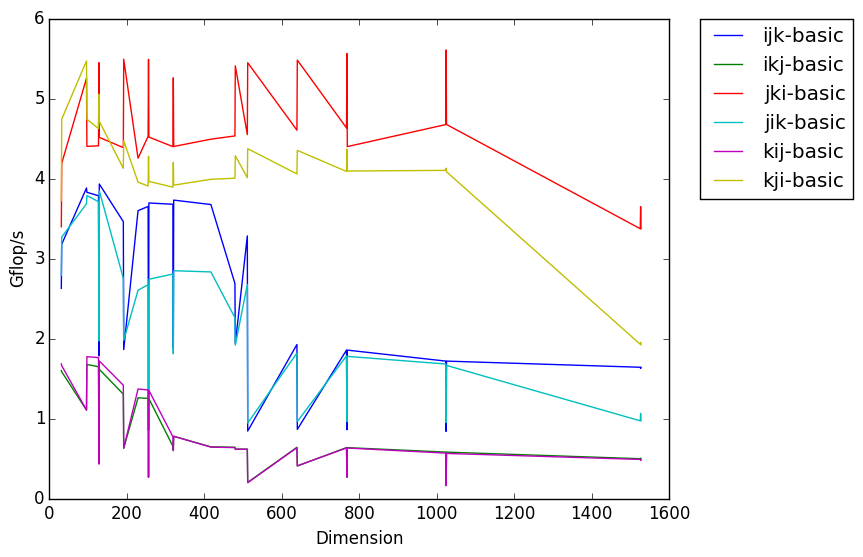 6
5
4
3
2
1
0
Gflop/s
0 200 400 600 800 1000 1200 1400 1600
Dimension
ijk-basic
ikj-basic
jki-basic
jik-basic
kij-basic
kji-basic